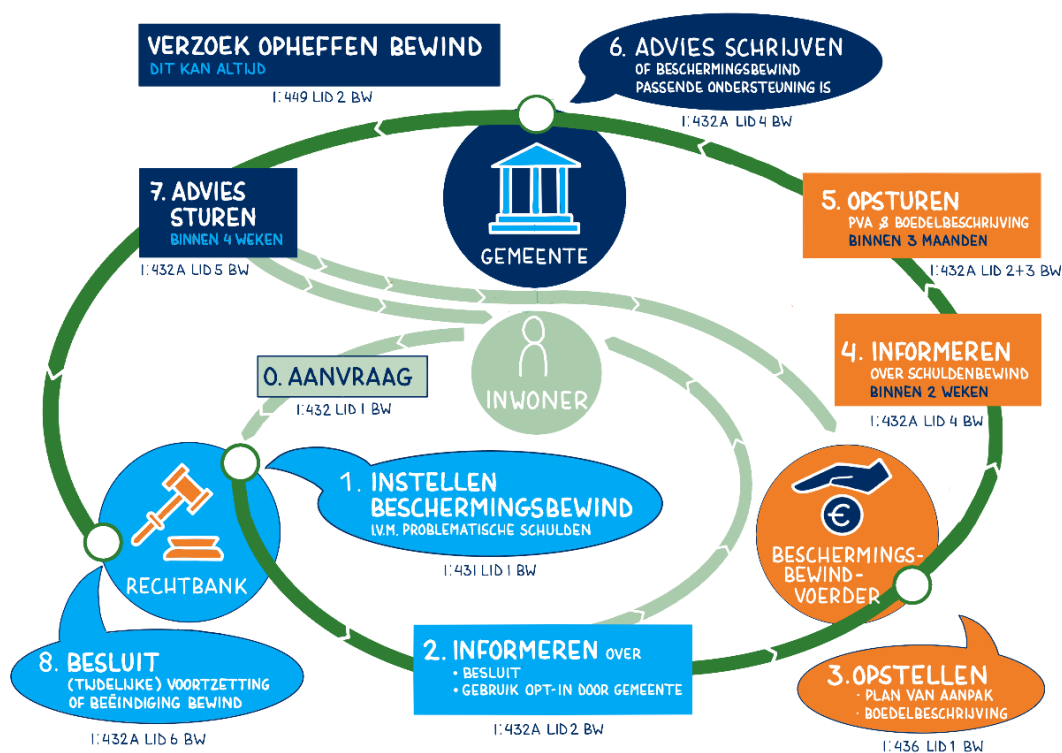 VERZOEK OPHEFFEN BEWIND
DIT KAN ALTIJD
1:449 LID 2 BW
6. ADVIES SCHRIJVEN
OF BESCHERMINGSBEWIND
PASSENDE ONDERSTEUNING IS
1:432A LID 4 BW
7. ADVIES
STUREN
BINNEN 4 WEKEN
1:432A LID 5 BW
GEMEENTE
5. OPSTUREN
PVA & BOEDELBESCHRIJVING
BINNEN 3 MAANDEN
1:432A LID 2+3 BW
0. AANVRAAG
1:432 LID 1 BW
INWONER
4. INFORMEREN
OVER SCHULDENBEWIND
BINNEN 2 WEKEN
1:432A LID 4 BW
1. INSTELLEN
BESCHERMINGSBEWIND
I.V.M. PROBLEMATISCHE SCHULDEN
1:431 LID 1 BW
RECHTBANK
BESCHERMINGS-
BEWIND-
VOERDER
€
8. BESLUIT
(TIJDELIJKE) VOORTZETTING
OF BEËINDIGING BEWIND
1:432A LID 6 BW
2. INFORMEREN OVER
• BESLUIT
• GEBRUIK OPT-IN DOOR GEMEENTE
1:432A LID 2 BW
3. OPSTELLEN
· PLAN VAN AANPAK
· BOEDELBESCHRIJVING
1:436 LID 1 BW